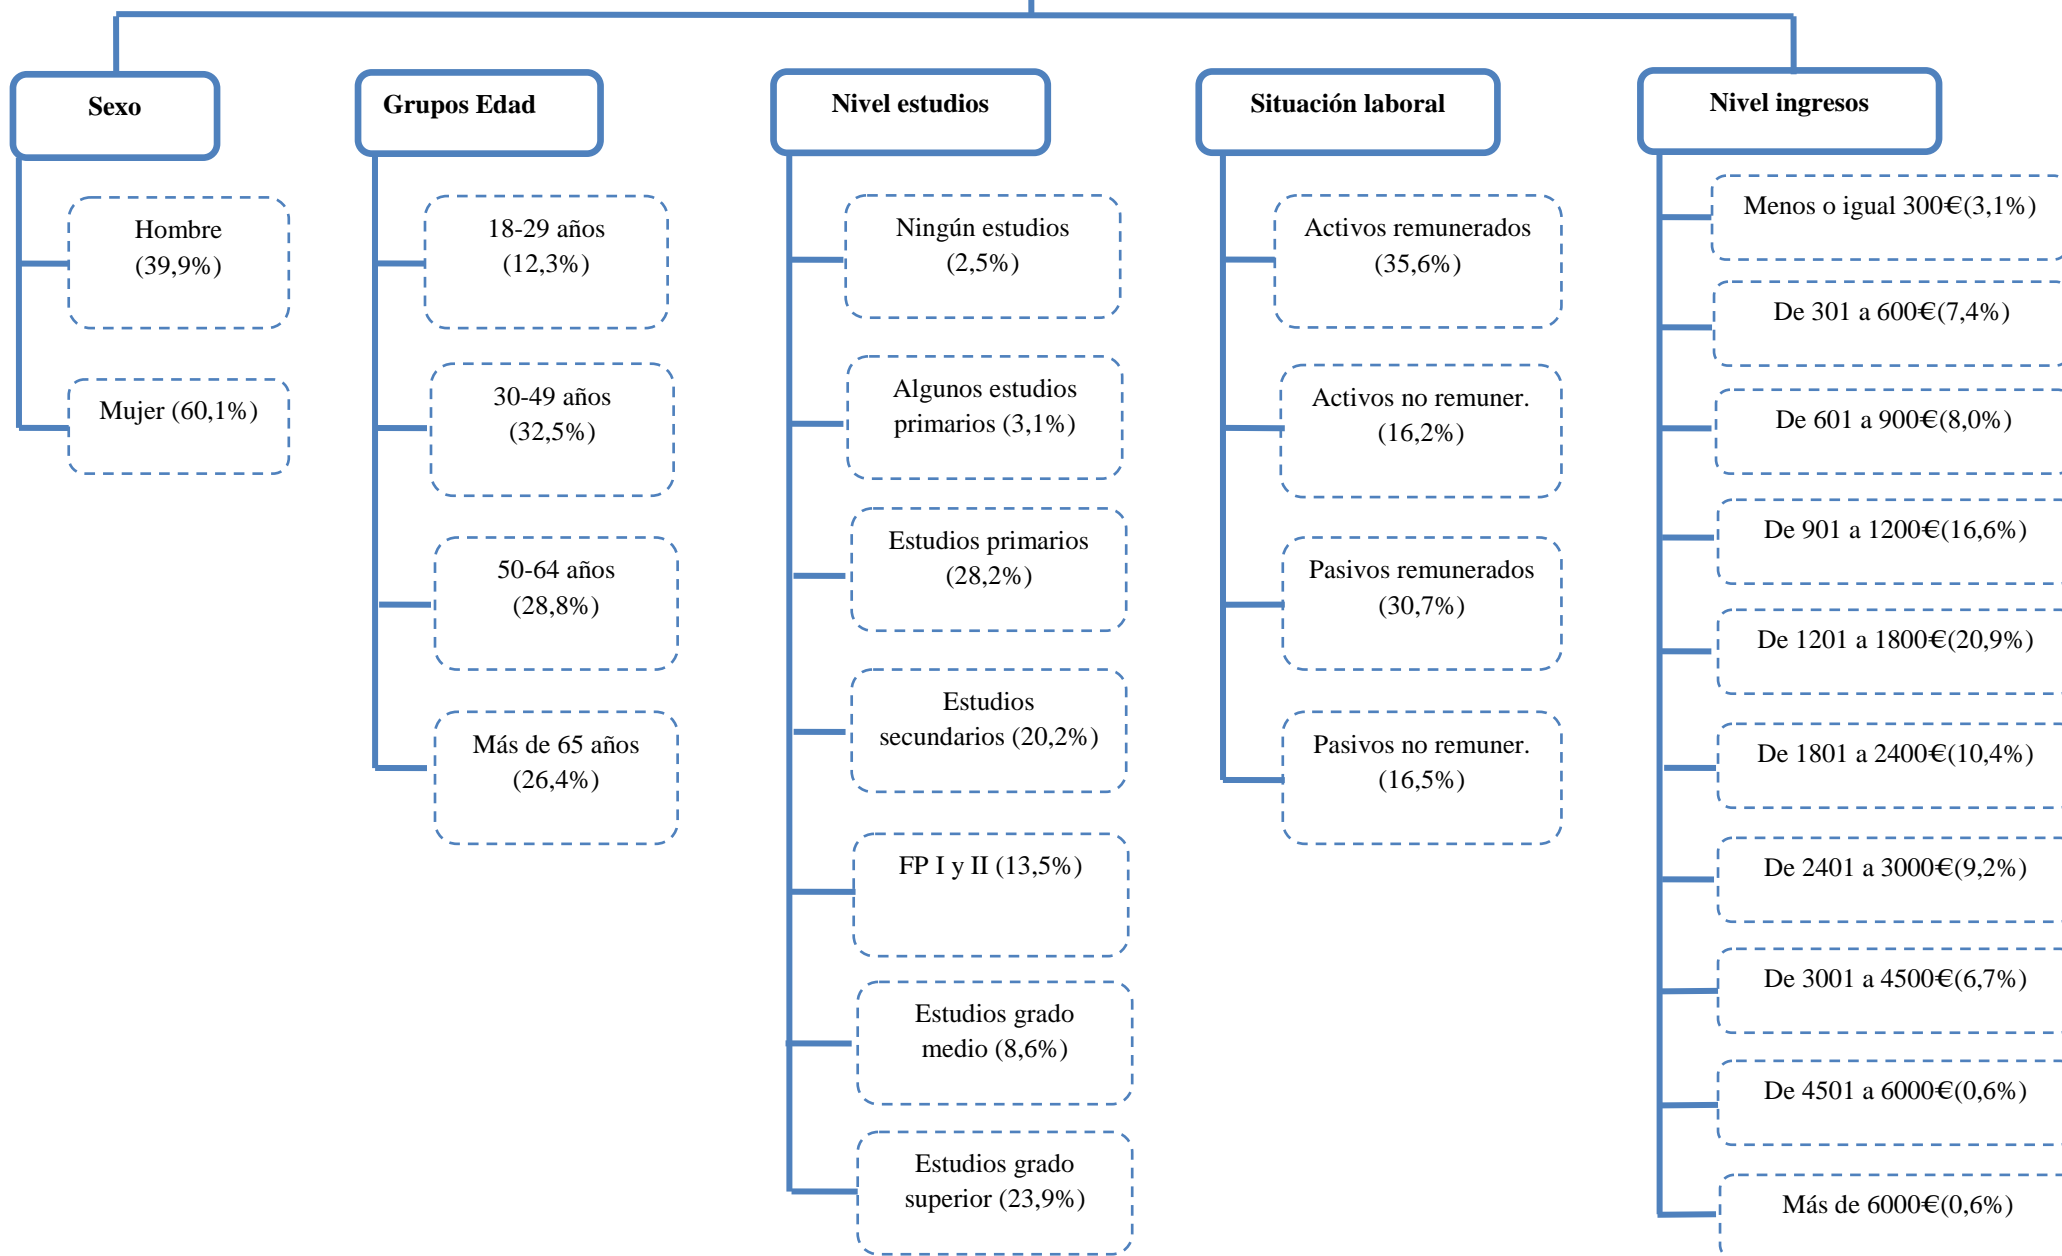 Sexo
Hombre
(39,9%)
Mujer (60,1%)
Grupos Edad
18-29 años
(12,3%)
30-49 años
(32,5%)
50-64 años
(28,8%)
Más de 65 años
(26,4%)
Nivel estudios
Ningún estudios
(2,5%)
Algunos estudios
primarios (3,1%)
Estudios primarios
(28,2%)
Estudios
secundarios (20,2%)
FP I y II (13,5%)
Estudios grado
medio (8,6%)
Estudios grado
superior (23,9%)
Situación laboral
Activos remunerados
(35,6%)
Activos no remuner.
(16,2%)
Pasivos remunerados
(30,7%)
Pasivos no remuner.
(16,5%)
Nivel ingresos
Menos o igual 300€(3,1%)
De 301 a 600€(7,4%)
De 601 a 900€(8,0%)
De 901 a 1200€(16,6%)
De 1201 a 1800€(20,9%)
De 1801 a 2400€(10,4%)
De 2401 a 3000€(9,2%)
De 3001 a 4500€(6,7%)
De 4501 a 6000€(0,6%)
Más de 6000€(0,6%)